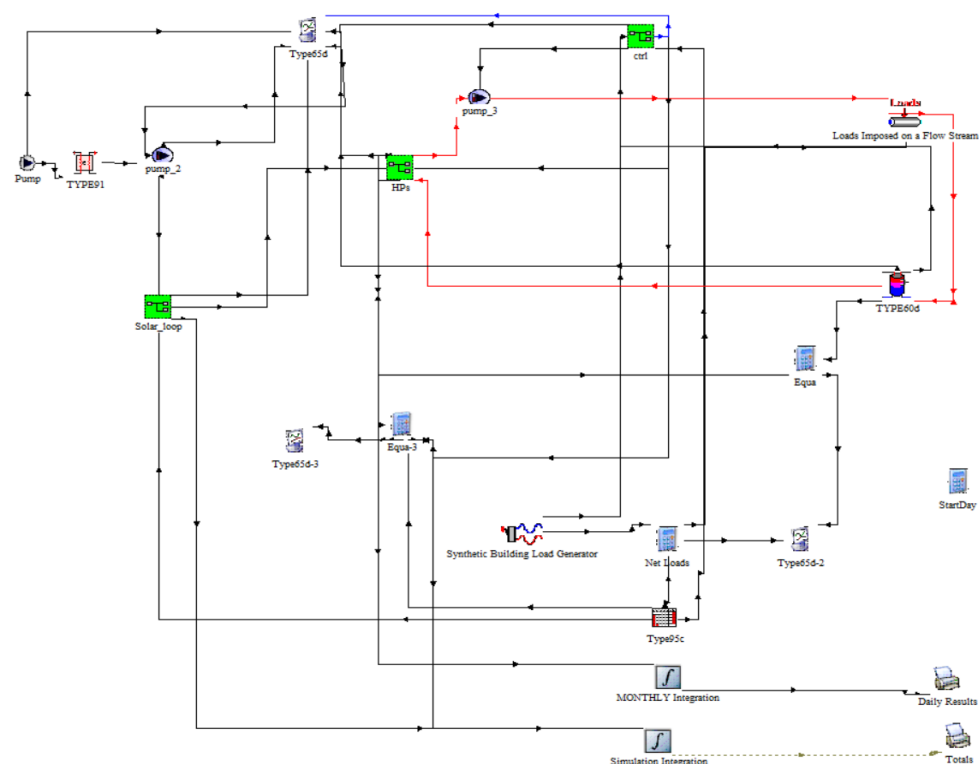 Type65d
ctrl
pump_3
Loads
Loads Imposed on a Flow Stream
Pump
TYPE91
pump_2
HPs
TYPE60d
Solar_loop
Equa
Equa-3
Type65d-3
StartDay
Synthetic Building Load Generator
Net Loads
Type65d-2
Type95c
MONTHLY Integration
Daily Results
Simulation Integration
Totals